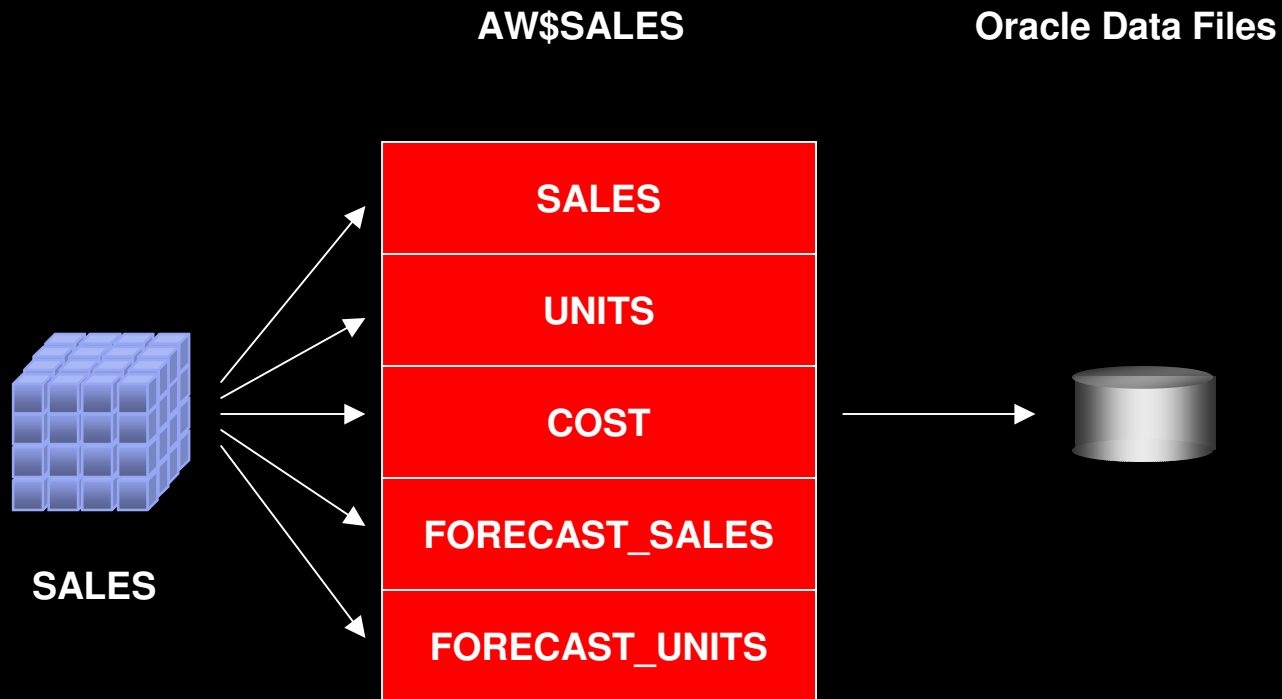 AW$SALES
Oracle Data Files
SALES
UNITS
COST
FORECAST_SALES
FORECAST_UNITS
SALES